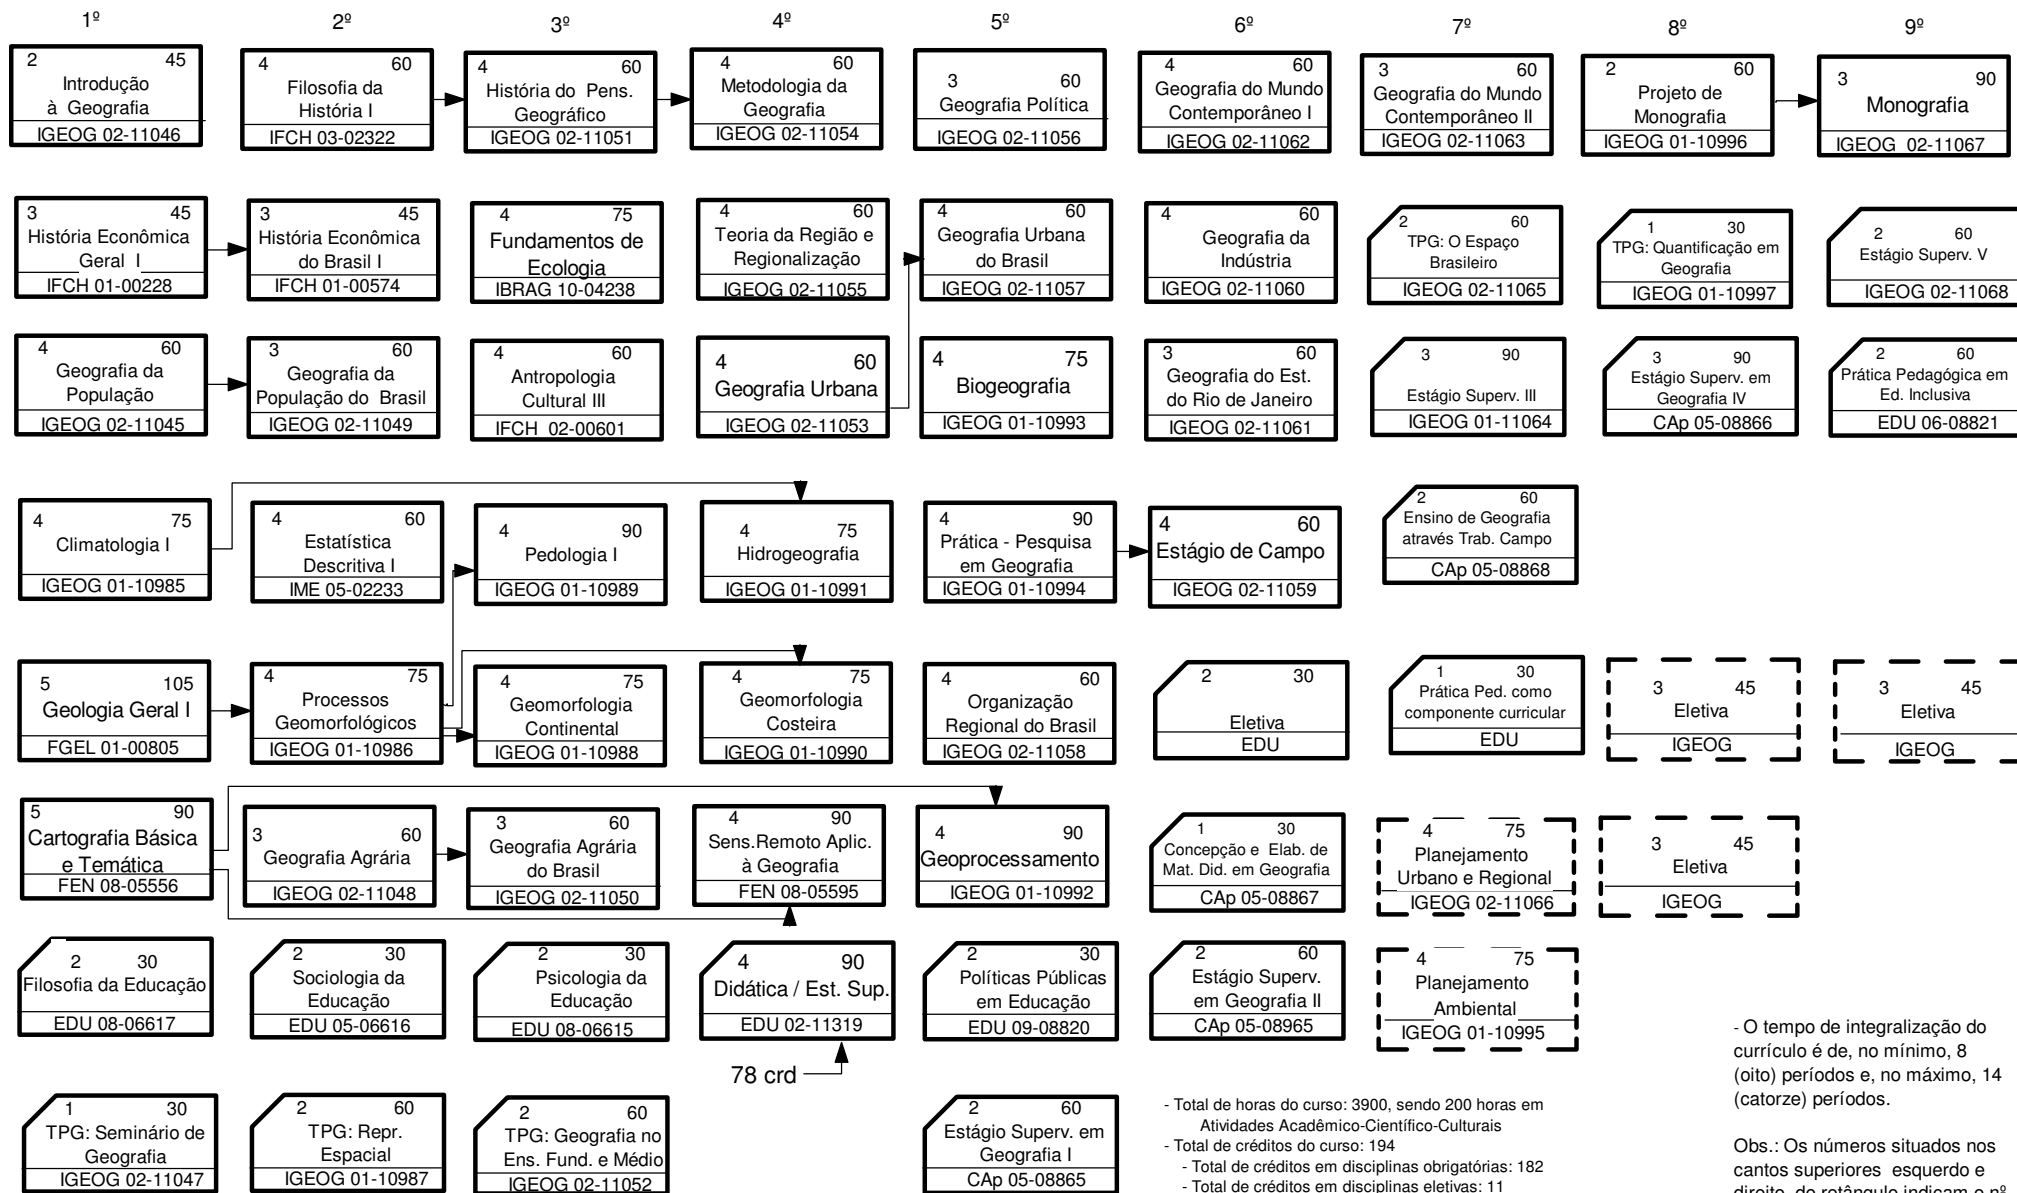 1º 2º 3º 4º 5º 6º 7º 8º 9º
2 45
Introdução
à Geografia
IGEOG 02-11046
4 60
Filosofia da
História I
IFCH 03-02322
4 60
História do Pens.
Geográfico
IGEOG 02-11051
4 60
Metodologia da
Geografia
IGEOG 02-11054
3 60
Geografia Política
IGEOG 02-11056
4 60
Geografia do Mundo
Contemporâneo I
IGEOG 02-11062
3 60
Geografia do Mundo
Contemporâneo II
IGEOG 02-11063
2 60
Projeto de
Monografia
IGEOG 01-10996
3 90
Monografia
IGEOG 02-11067
3 45
História Econômica
Geral I
IFCH 01-00228
3 45
História Econômica
do Brasil I
IFCH 01-00574
4 75
Fundamentos de
Ecologia
IBRAG 10-04238
4 60
Teoria da Região e
Regionalização
IGEOG 02-11055
4 60
Geografia Urbana
do Brasil
IGEOG 02-11057
4 60
Geografia da
Indústria
IGEOG 02-11060
2 60
TPG: O Espaço
Brasileiro
IGEOG 02-11065
1 30
TPG: Quantificação em
Geografia
IGEOG 01-10997
2 60
Estágio Superv. V
IGEOG 02-11068
4 60
Geografia da
População
IGEOG 02-11045
3 60
Geografia da
População do Brasil
IGEOG 02-11049
4 60
Antropologia
Cultural III
IFCH 02-00601
4 60
Geografia Urbana
IGEOG 02-11053
4 75
Biogeografia
IGEOG 01-10993
3 60
Geografia do Est.
do Rio de Janeiro
IGEOG 02-11061
3 90
Estágio Superv. III
IGEOG 01-11064
3 90
Estágio Superv. em
Geografia IV
CAp 05-08866
2 60
Prática Pedagógica em
Ed. Inclusiva
EDU 06-08821
4 75
Climatologia I
IGEOG 01-10985
4 60
Estatística
Descritiva I
IME 05-02233
4 90
Pedologia I
IGEOG 01-10989
4 75
Hidrogeografia
IGEOG 01-10991
4 90
Prática - Pesquisa
em Geografia
IGEOG 01-10994
4 60
Estágio de Campo
IGEOG 02-11059
2 60
Ensino de Geografia
através Trab. Campo
CAp 05-08868
5 105
Geologia Geral I
FGEL 01-00805
4 75
Processos
Geomorfológicos
IGEOG 01-10986
4 75
Geomorfologia
Continental
IGEOG 01-10988
4 75
Geomorfologia
Costeira
IGEOG 01-10990
4 60
Organização
Regional do Brasil
IGEOG 02-11058
2 30
Eletiva
EDU
1 30
Prática Ped. como
componente curricular
EDU
3 45
Eletiva
IGEOG
3 45
Eletiva
IGEOG
5 90
Cartografia Básica
e Temática
FEN 08-05556
3 60
Geografia Agrária
IGEOG 02-11048
3 60
Geografia Agrária
do Brasil
IGEOG 02-11050
4 90
Sens.Remoto Aplic.
à Geografia
FEN 08-05595
4 90
Geoprocessamento
IGEOG 01-10992
1 30
Concepção e Elab. de
Mat. Did. em Geografia
CAp 05-08867
4 75
Planejamento
Urbano e Regional
IGEOG 02-11066
3 45
Eletiva
IGEOG
2 30
Filosofia da Educação
EDU 08-06617
2 30
Sociologia da
Educação
EDU 05-06616
2 30
Psicologia da
Educação
EDU 08-06615
4 90
Didática / Est. Sup.
EDU 02-11319
78 crd
2 30
Políticas Públicas
em Educação
EDU 09-08820
2 60
Estágio Superv.
em Geografia II
CAp 05-08965
4 75
Planejamento
Ambiental
IGEOG 01-10995
1 30
TPG: Seminário de
Geografia
IGEOG 02-11047
2 60
TPG: Repr.
Espacial
IGEOG 01-10987
2 60
TPG: Geografia no
Ens. Fund. e Médio
IGEOG 02-11052
2 60
Estágio Superv. em
Geografia I
CAp 05-08865
- Total de horas do curso: 3900, sendo 200 horas em
Atividades Acadêmico-Científico-Culturais
- Total de créditos do curso: 194
- Total de créditos em disciplinas obrigatórias: 182
- Total de créditos em disciplinas eletivas: 11
- O tempo de integralização do
currículo é de, no mínimo, 8
(oito) períodos e, no máximo, 14
(catorze) períodos.
Obs.: Os números situados nos
cantos superiores esquerdo e
direito do retângulo indicam o nº